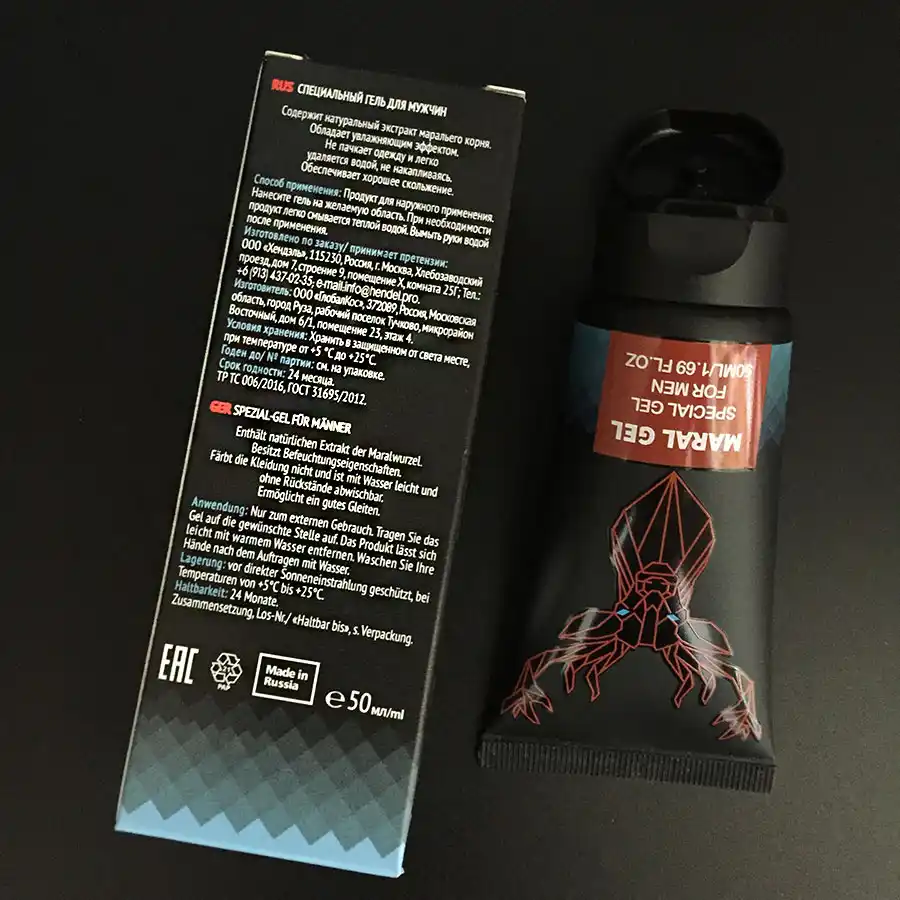 RUS СПЕЦИАЛЬНЫЙ ГЕЛЬ ДЛЯ МУЖЧИН
Содержит натуральный экстракт маральего корня.
Обладает увлажняющим эффектом.
Не пачкает одежду и легко
удаляется водой, не накапливаясь.
Обеспечивает хорошее скольжение.
Способ применения: Продукт для наружного применения.
Нанесите гель на желаемую область. При необходимости
продукт легко смывается теплой водой. Вымыть руки водой
после применения.
Изготовлено по заказу/ принимает претензии:
ООО «Хендэль», 115230, Россия, г. Москва, Хлебозаводский
проезд, дом 7, строение 9, помещение X, комната 25Г; Тел.:
+6 (913) 437-02-35, e-mail.info@hendel.pro.
Изготовитель: ООО «ГлобалКос», 372089, Россия, Московская
область, город Руза, рабочий поселок Тучково, микрорайон
Восточный, дом 6/1, помещение 23, этаж 4.
Условия хранения: Хранить в защищенном от света месте,
при температуре от +5 °C до +25°C.
Годен до/ № партии: см. на упаковке.
Срок годности: 24 месяца.
ТР ТС 006/2016, ГОСТ 31695/2012.
GER SPEZIAL-GEL FÜR MÄNNER
Enthält natürlichen Extrakt der Maralwurzel.
Besitzt Befeuchtungseigenschaften.
Färbt die Kleidung nicht und ist mit Wasser leicht und
ohne Rückstände abwischbar.
Ermöglicht ein gutes Gleiten.
Anwendung: Nur zum externen Gebrauch. Tragen Sie das
Gel auf die gewünschte Stelle auf. Das Produkt lässt sich
leicht mit warmem Wasser entfernen. Waschen Sie Ihre
Hände nach dem Auftragen mit Wasser.
Lagerung: vor direkter Sonneneinstrahlung geschützt, bei
Temperaturen von +5°C bis +25°C.
Haltbarkeit: 24 Monate.
Zusammensetzung, Los-Nr./ «Haltbar bis», s. Verpackung.
EAC
21
PAP
Made in
Russia
e 50 мл/ml
MARAL GEL
SPECIAL GEL
FOR MEN
50ML/1.69 FL.OZ